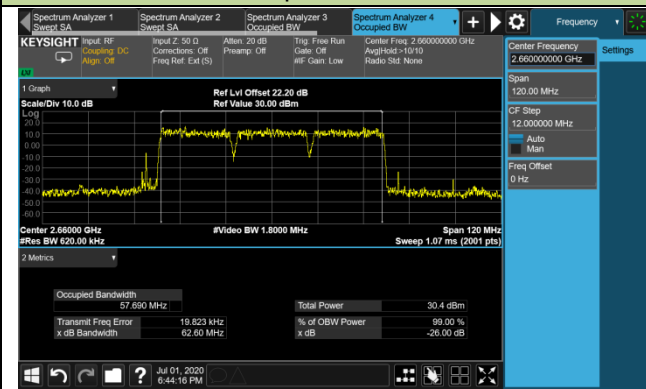 Spectrum Analyzer 1
Swept SA
Spectrum Analyzer 2
Swept SA
Spectrum Analyzer 3
Occupied BW
Spectrum Analyzer 4
Occupied BW
Frequency
KEYSIGHT
Input: RF
Coupling: DC
Align: Off
Input Z: 50 Ω
Corrections: Off
Freq Ref: Ext (S)
Atten: 20 dB
Preamp: Off
Trig: Free Run
Gate: Off
#IF Gain: Low
Center Freq: 2.660000000 GHz
Avg|Hold:>10/10
Radio Std: None
Center Frequency
2.660000000 GHz
Settings
Span
120.00 MHz
CF Step
12.000000 MHz
Auto
Man
Freq Offset
0 Hz
1 Graph
Scale/Div 10.0 dB
Ref Lvl Offset 22.20 dB
Ref Value 30.00 dBm
Log
20.0
10.0
0.00
-10.0
-20.0
-30.0
-40.0
-50.0
-60.0
Center 2.66000 GHz
#Res BW 620.00 kHz
#Video BW 1.8000 MHz
Span 120 MHz
Sweep 1.07 ms (2001 pts)
2 Metrics
Occupied Bandwidth
57.690 MHz
Total Power
30.4 dBm
Transmit Freq Error
19.823 kHz
% of OBW Power
99.00 %
x dB Bandwidth
62.60 MHz
x dB
-26.00 dB
Jul 01, 2020
6:44:16 PM